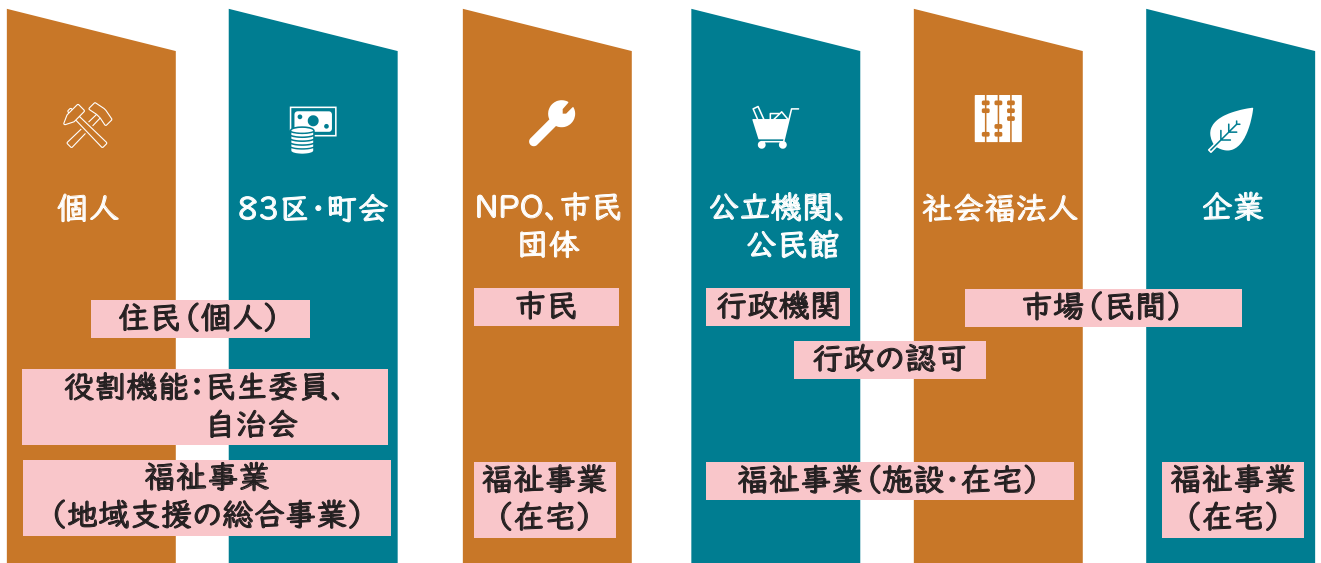 個人
83区・町会
NPO、市民
団体
公立機関、
公民館
社会福法人
企業
住民(個人)
市民
行政機関
市場(民間)
行政の認可
役割機能:民生委員、
自治会
福祉事業
(地域支援の総合事業)
福祉事業
(在宅)
福祉事業(施設・在宅)
福祉事業
(在宅)